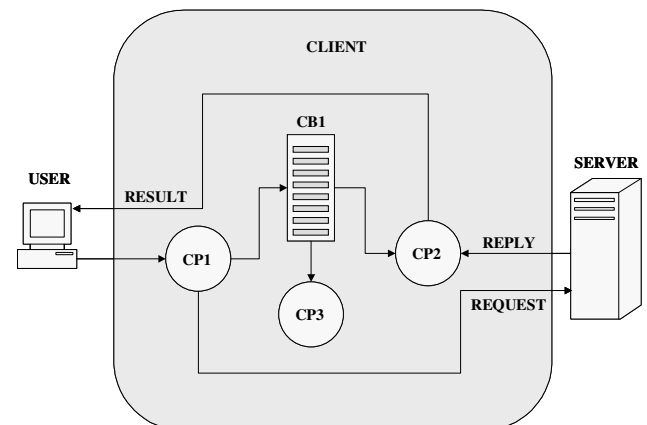 CLIENT
CB1
SERVER
USER
RESULT
CP1
CP2
REPLY
CP3
REQUEST